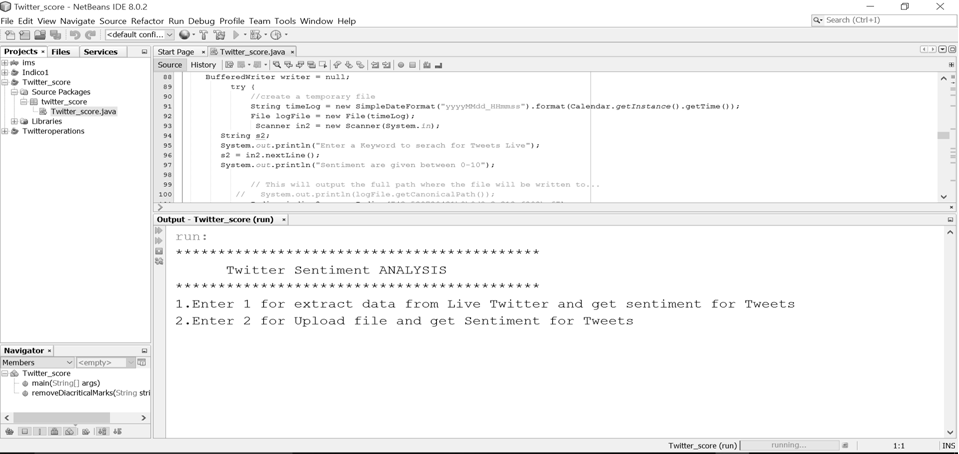 Twitter_score - NetBeans IDE 8.0.2
File Edit View Navigate Source Refactor Run Debug Profile Team Tools Window Help
Search (Ctrl+I)
<default confi...
Projects Files Services
Start Page Twitter_score.java
Source History
ims
Indico1
Twitter_score
Source Packages
twitter_score
Twitter_score.java
Libraries
Twitteroperations
88 BufferedWriter writer = null;
89 try {
90 //create a temporary file
91 String timeLog = new SimpleDateFormat("yyyyMMdd_HHmmss").format(Calendar.getInstance().getTime());
92 File logFile = new File(timeLog);
93 Scanner in2 = new Scanner(System.in);
94 String s2;
95 System.out.println("Enter a Keyword to serach for Tweets Live");
96 s2 = in2.nextLine();
97 System.out.println("Sentiment are given between 0-10");
98
99 // This will output the full path where the file will be written to...
100 // System.out.println(logFile.getCanonicalPath());
Output - Twitter_score (run)
run:
*******************************************
Twitter Sentiment ANALYSIS
*******************************************
1.Enter 1 for extract data from Live Twitter and get sentiment for Tweets
2.Enter 2 for Upload file and get Sentiment for Tweets
Navigator
Members <empty>
Twitter_score
main(String[] args)
removeDiacriticalMarks(String stri
Twitter_score (run) running... 1:1 INS